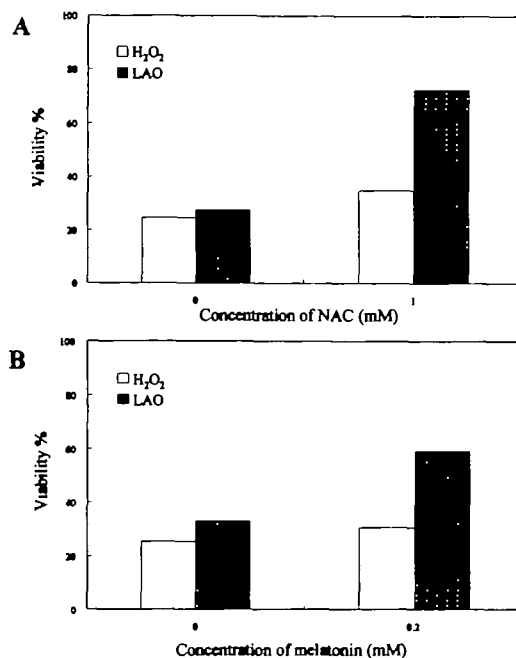 A
100
80
60
40
20
0
Viability %
H₂O₂
LAO
0 1
Concentration of NAC (mM)
B
100
80
60
40
20
0
Viability %
H₂O₂
LAO
0 0.2
Concentration of melatonin (mM)